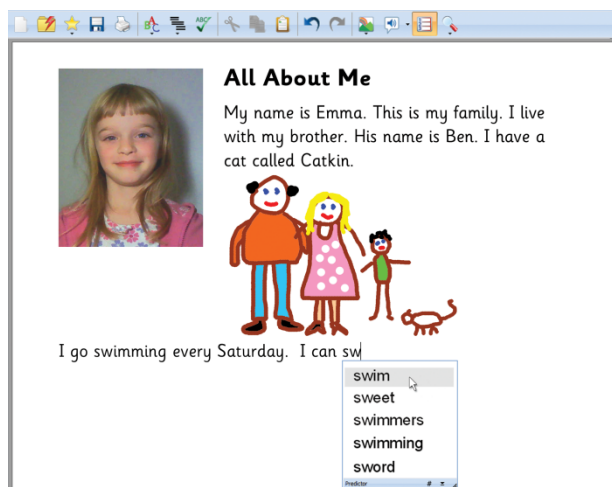 All About Me
My name is Emma. This is my family. I live
with my brother. His name is Ben. I have a
cat called Catkin.
I go swimming every Saturday.  I can sw
swim
sweet
swimmers
swimming
sword
Predictor